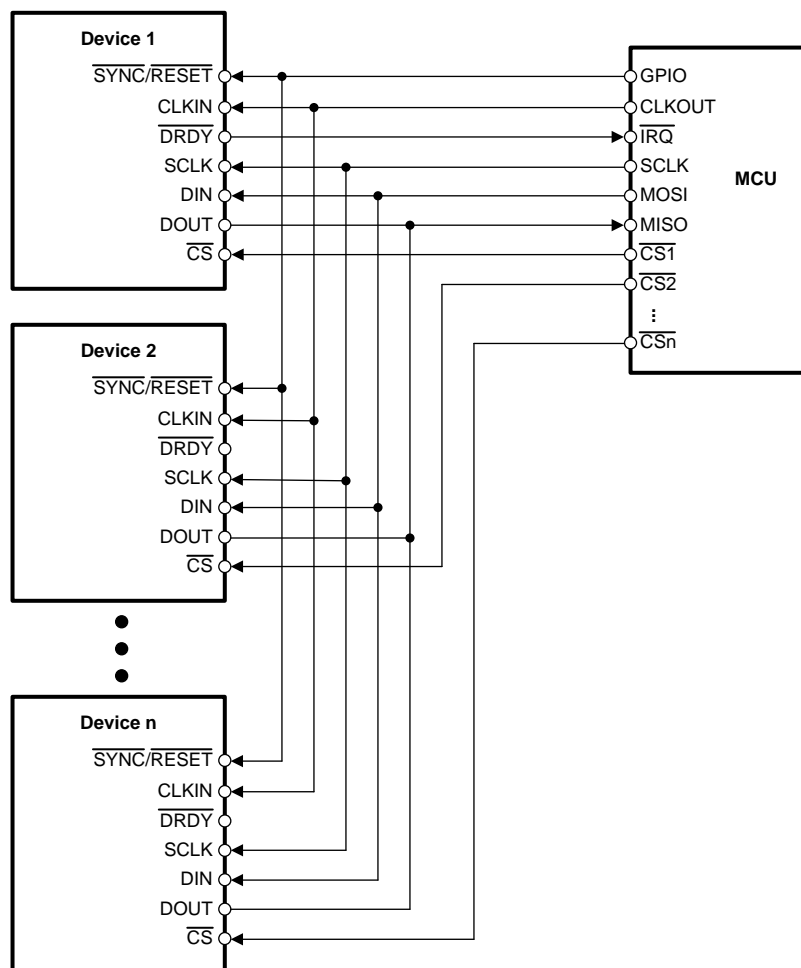 Device 1
SYNC/RESET
CLKIN
DRDY
SCLK
DIN
DOUT
CS
GPIO
CLKOUT
IRQ
SCLK
MOSI
MISO
CS1
CS2
...
CSn
MCU
Device 2
SYNC/RESET
CLKIN
DRDY
SCLK
DIN
DOUT
CS
Device n
SYNC/RESET
CLKIN
DRDY
SCLK
DIN
DOUT
CS